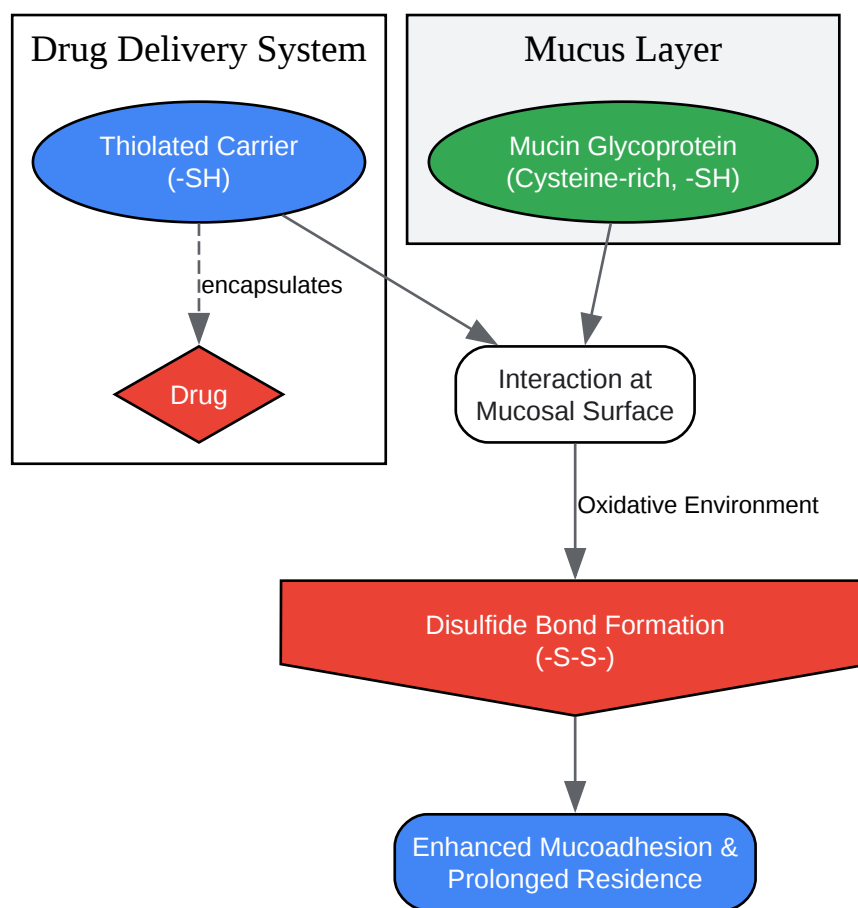 Drug Delivery System
Mucus Layer
Thiolated Carrier
(-SH)
Mucin Glycoprotein
(Cysteine-rich, -SH)
encapsulates
Drug
Interaction at
Mucosal Surface
Oxidative Environment
Disulfide Bond Formation
(-S-S-)
Enhanced Mucoadhesion &
Prolonged Residence